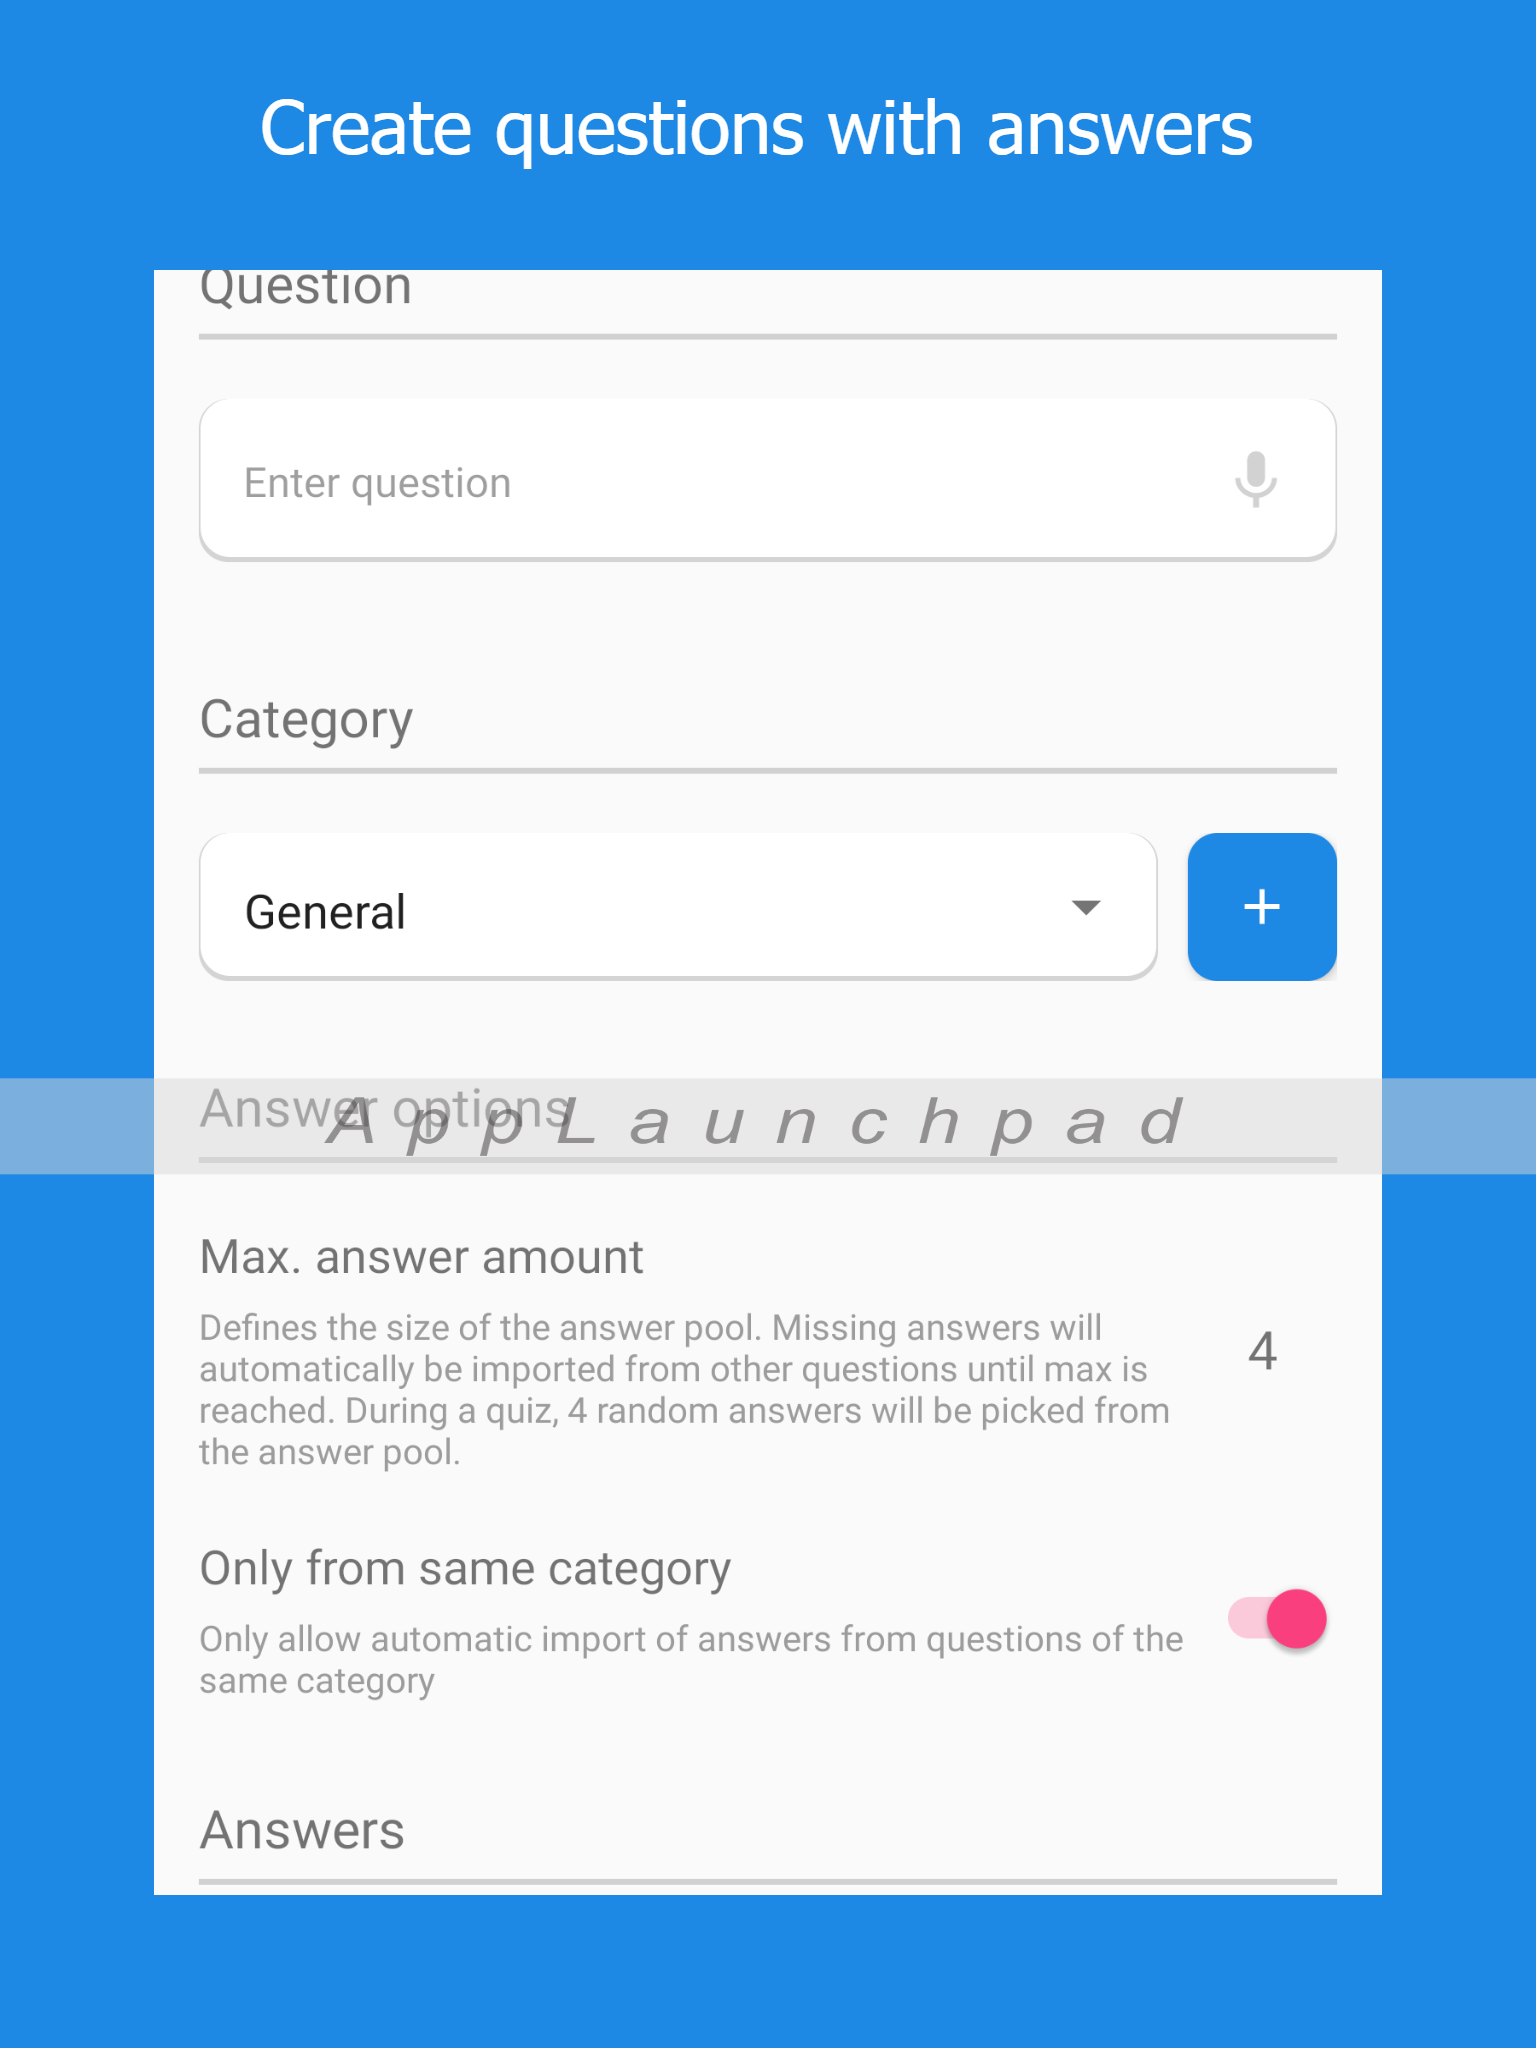 Create questions with answers
Question
Enter question
Category
General
+
Answer options
AppLaunchpad
Max. answer amount
Defines the size of the answer pool. Missing answers will
automatically be imported from other questions until max is
reached. During a quiz, 4 random answers will be picked from
the answer pool.
4
Only from same category
Only allow automatic import of answers from questions of the
same category
Answers